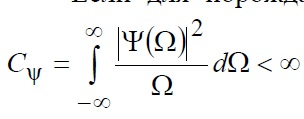 C_ψ = ∫_{-∞}^{∞} |Ψ(Ω)|² / Ω dΩ < ∞